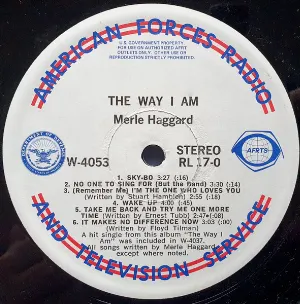 AMERICAN FORCES RADIO
U.S. GOVERNMENT PROPERTY
FOR USE ON AUTHORIZED AFRT
OUTLETS ONLY. OTHER USE OR
REPRODUCTION STRICTLY PROHIBITED.
THE WAY I AM
Merle Haggard
W-4053
STEREO
RL 17-0
AFRTS
1. SKY-BO 3:27 (:16)
2. NO ONE TO SING FOR (But the Band) 3:30 (:14)
3. (Remember Me) I'M THE ONE WHO LOVES YOU
(Written by Stuart Hamblen) 2:55 (:18)
4. WAKE UP 4:00 (:45)
5. TAKE ME BACK AND TRY ME ONE MORE
TIME (Written by Ernest Tubb) 2:47 (:08)
6. IT MAKES NO DIFFERENCE NOW 3:03 (:00)
(Written by Floyd Tilman)
A hit single from this album "The Way I
Am" was included in W-4037.
All songs written by Merle Haggard
except where noted.
AND TELEVISION SERVICE